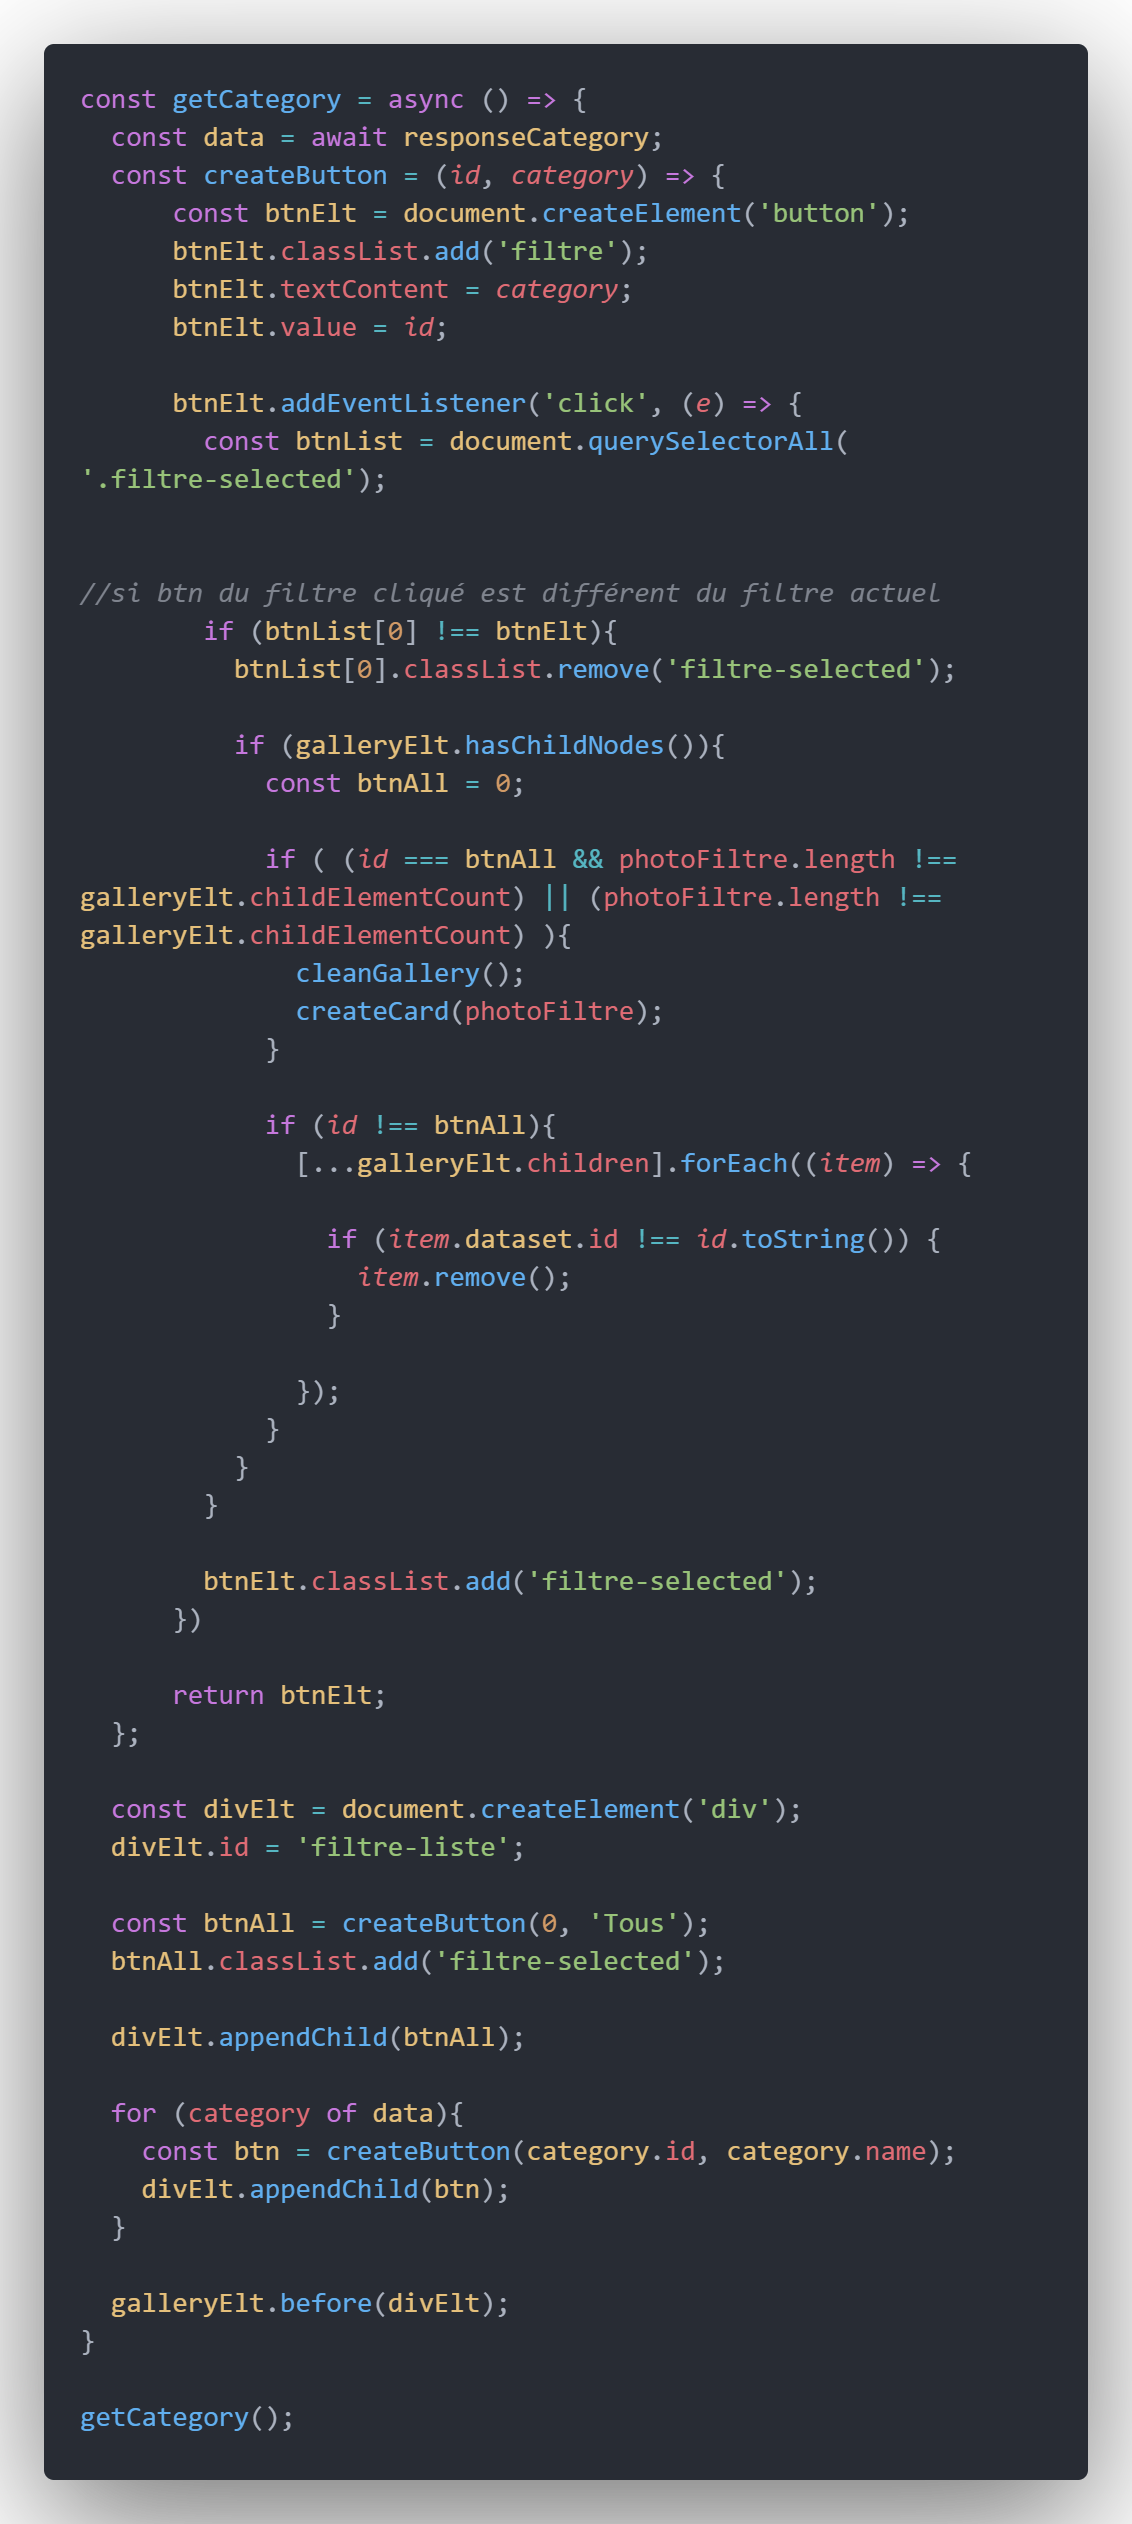 const getCategory = async () => {
  const data = await responseCategory;
  const createButton = (id, category) => {
      const btnElt = document.createElement('button');
      btnElt.classList.add('filtre');
      btnElt.textContent = category;
      btnElt.value = id;

      btnElt.addEventListener('click', (e) => {
        const btnList = document.querySelectorAll(
'.filtre-selected');


//si btn du filtre cliqué est différent du filtre actuel
        if (btnList[0] !== btnElt){
          btnList[0].classList.remove('filtre-selected');

          if (galleryElt.hasChildNodes()){
            const btnAll = 0;

            if ( (id === btnAll && photoFiltre.length !==
galleryElt.childElementCount) || (photoFiltre.length !==
galleryElt.childElementCount) ){
              cleanGallery();
              createCard(photoFiltre);
            }

            if (id !== btnAll){
              [...galleryElt.children].forEach((item) => {

                if (item.dataset.id !== id.toString()) {
                  item.remove();
                }

              });
            }
          }
        }

        btnElt.classList.add('filtre-selected');
      })

      return btnElt;
  };

  const divElt = document.createElement('div');
  divElt.id = 'filtre-liste';

  const btnAll = createButton(0, 'Tous');
  btnAll.classList.add('filtre-selected');

  divElt.appendChild(btnAll);

  for (category of data){
    const btn = createButton(category.id, category.name);
    divElt.appendChild(btn);
  }

  galleryElt.before(divElt);
}

getCategory();